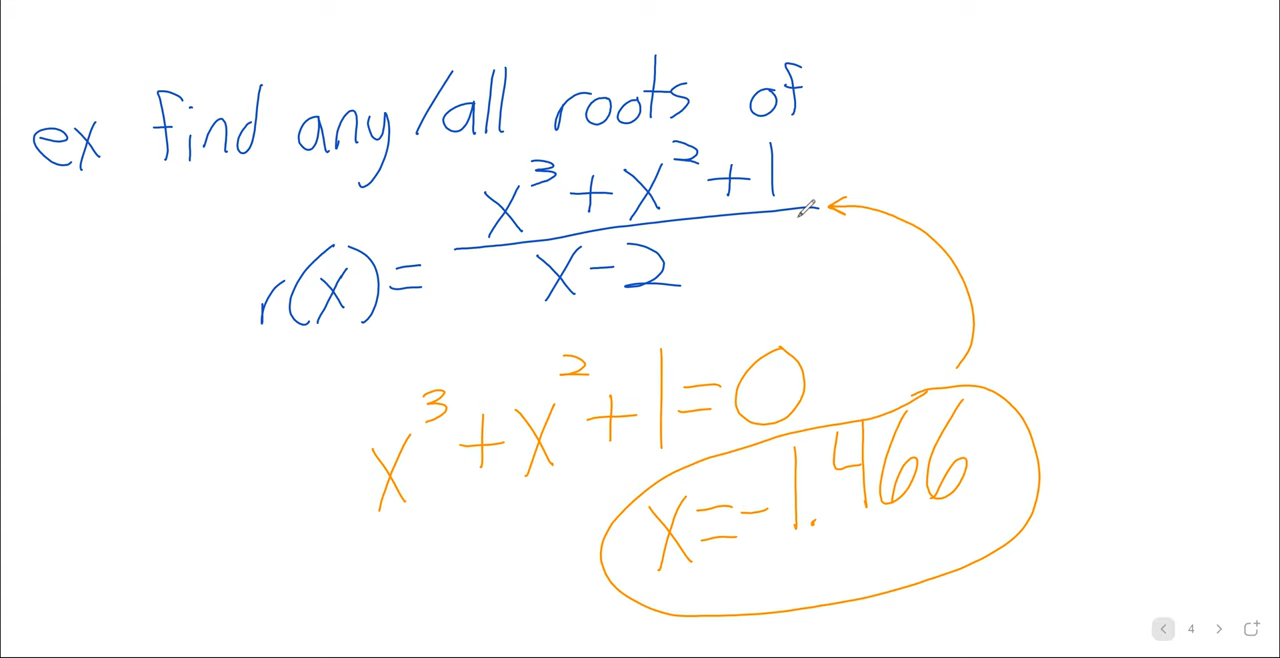 ex find any/all roots of
r(x) = x³ + x² + 1 / x - 2
x³ + x² + 1 = 0
x = -1.466
4